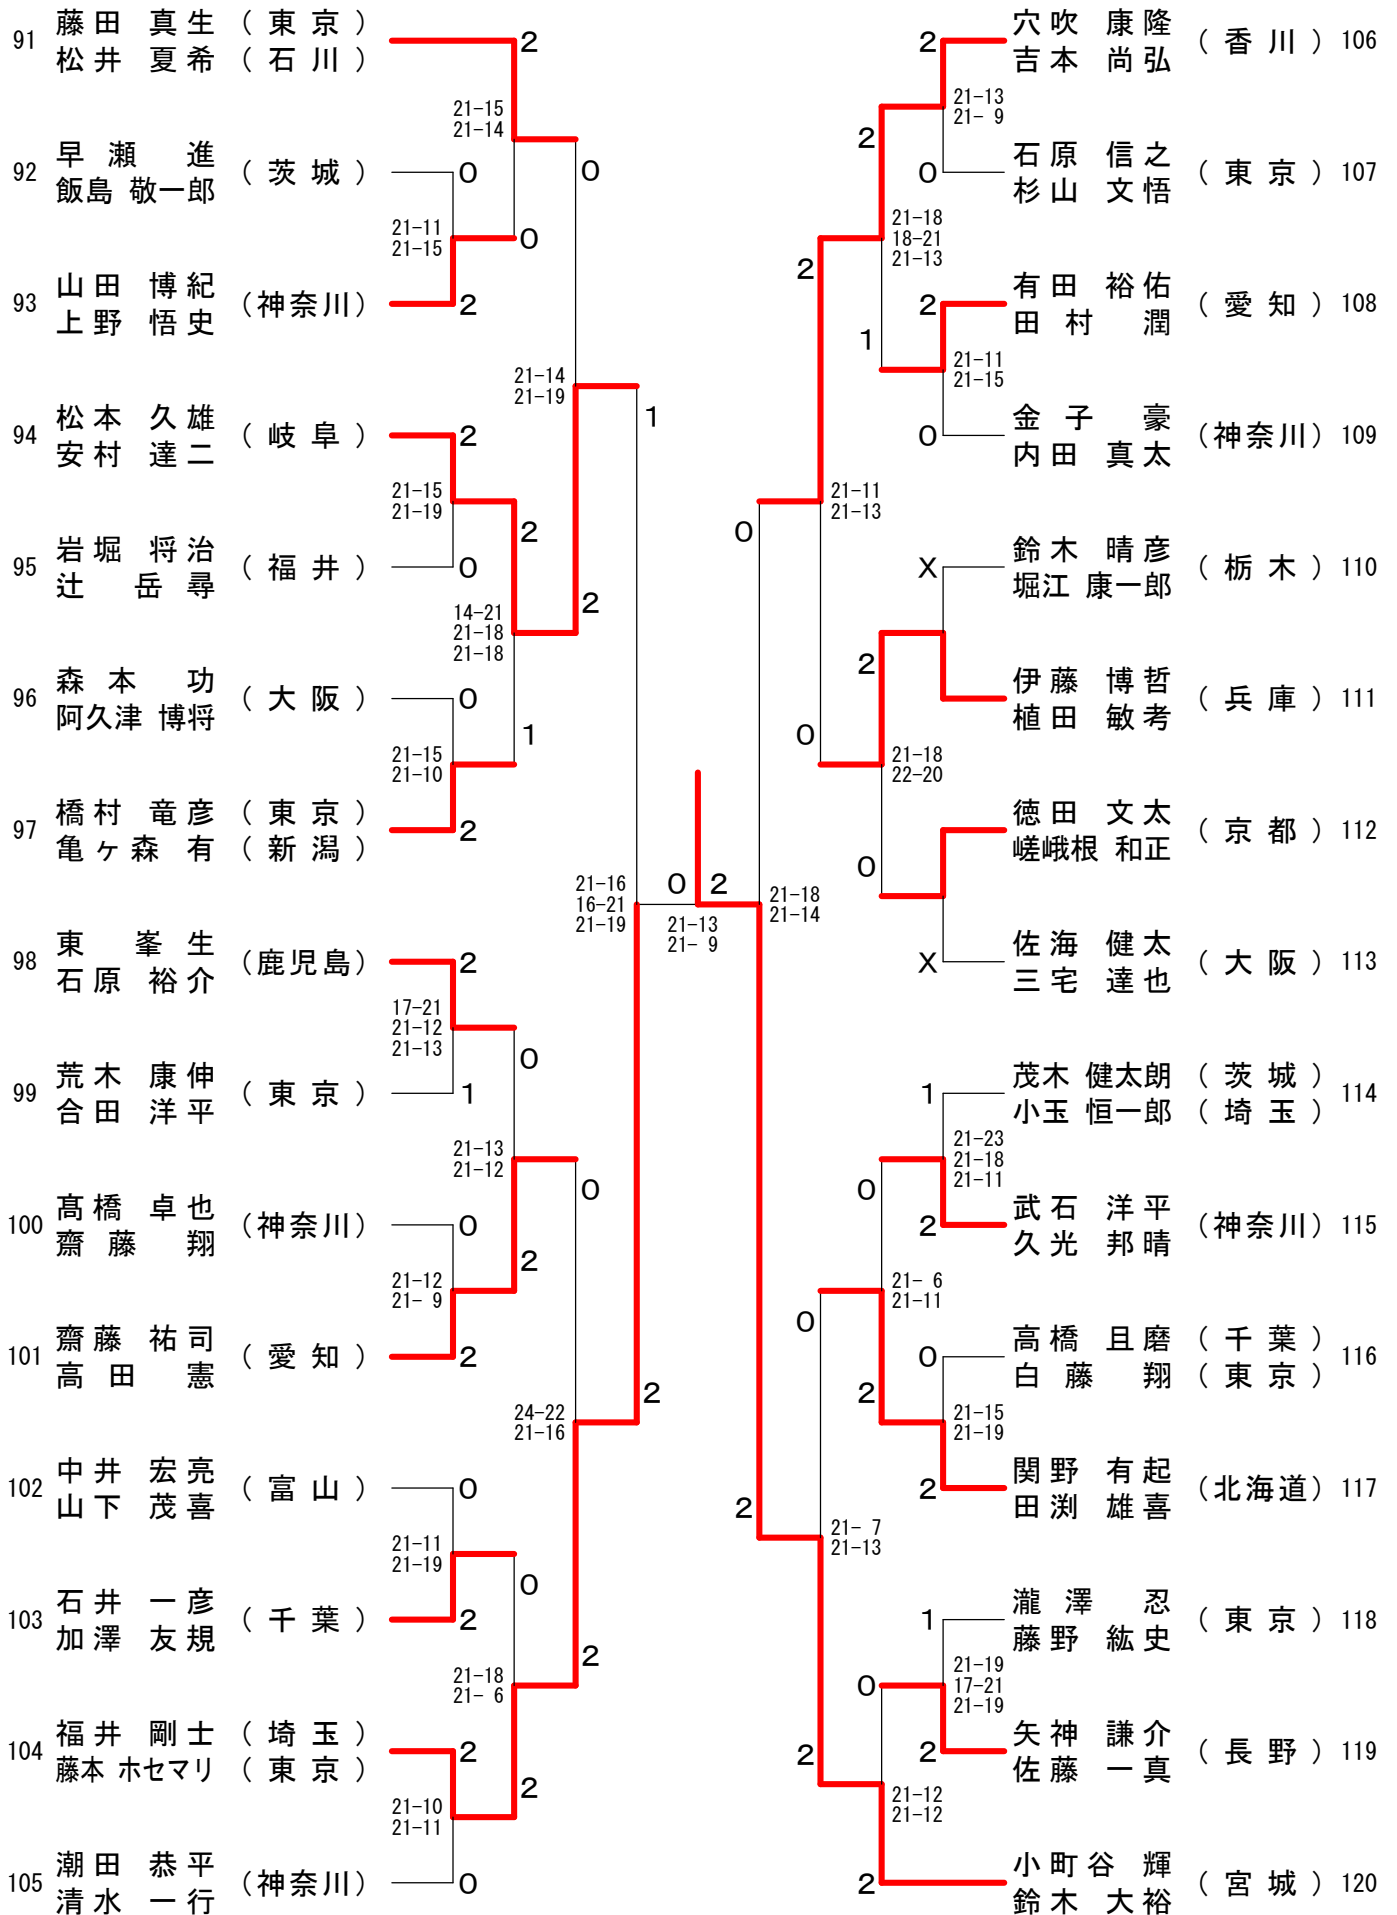 91 藤田 真生 (東京)
松井 夏希 (石川)
2
21-15
21-14
92 早瀬 進
飯島 敬一郎 (茨城)
0
0
21-11
21-15
0
93 山田 博紀
上野 悟史 (神奈川)
2
21-14
21-19
1
94 松本 久雄
安村 達二 (岐阜)
2
21-15
21-19
2
95 岩堀 将治
辻 岳尋 (福井)
0
2
14-21
21-18
21-18
96 森本 功
阿久津 博将 (大阪)
0
1
21-15
21-10
97 橋村 竜彦 (東京)
亀ヶ森 有 (新潟)
2
21-16
16-21
21-19
0 2
21-13
21- 9
98 東 峯生
石原 裕介 (鹿児島)
2
17-21
21-12
21-13
0
99 荒木 康伸
合田 洋平 (東京)
1
21-13
21-12
0
100 髙橋 卓也
齋藤 翔 (神奈川)
0
2
21-12
21- 9
101 齋藤 祐司
高田 憲 (愛知)
2
2
24-22
21-16
102 中井 宏亮
山下 茂喜 (富山)
0
21-11
21-19
0
103 石井 一彦
加澤 友規 (千葉)
2
2
21-18
21- 6
104 福井 剛士 (埼玉)
藤本 ホセマリ (東京)
2
2
21-10
21-11
105 潮田 恭平
清水 一行 (神奈川)
0
2 穴吹 康隆
吉本 尚弘 (香川) 106
21-13
21- 9
2
0 石原 信之
杉山 文悟 (東京) 107
21-18
18-21
21-13
2
2 有田 裕佑
田村 潤 (愛知) 108
1
21-11
21-15
0 金子 豪
内田 真太 (神奈川) 109
21-11
21-13
0
X 鈴木 晴彦
堀江 康一郎 (栃木) 110
2
伊藤 博哲
植田 敏考 (兵庫) 111
0
21-18
22-20
徳田 文太
嵯峨根 和正 (京都) 112
0
21-18
21-14
X 佐海 健太
三宅 達也 (大阪) 113
1 茂木 健太朗 (茨城)
小玉 恒一郎 (埼玉) 114
21-23
21-18
21-11
0
2 武石 洋平
久光 邦晴 (神奈川) 115
21- 6
21-11
0
0 高橋 且磨 (千葉)
白藤 翔 (東京) 116
2
21-15
21-19
2 関野 有起
田渕 雄喜 (北海道) 117
2
21- 7
21-13
1 瀧澤 忍
藤野 紘史 (東京) 118
21-19
17-21
21-19
0
2 矢神 謙介
佐藤 一真 (長野) 119
2
21-12
21-12
2 小町谷 輝
鈴木 大裕 (宮城) 120